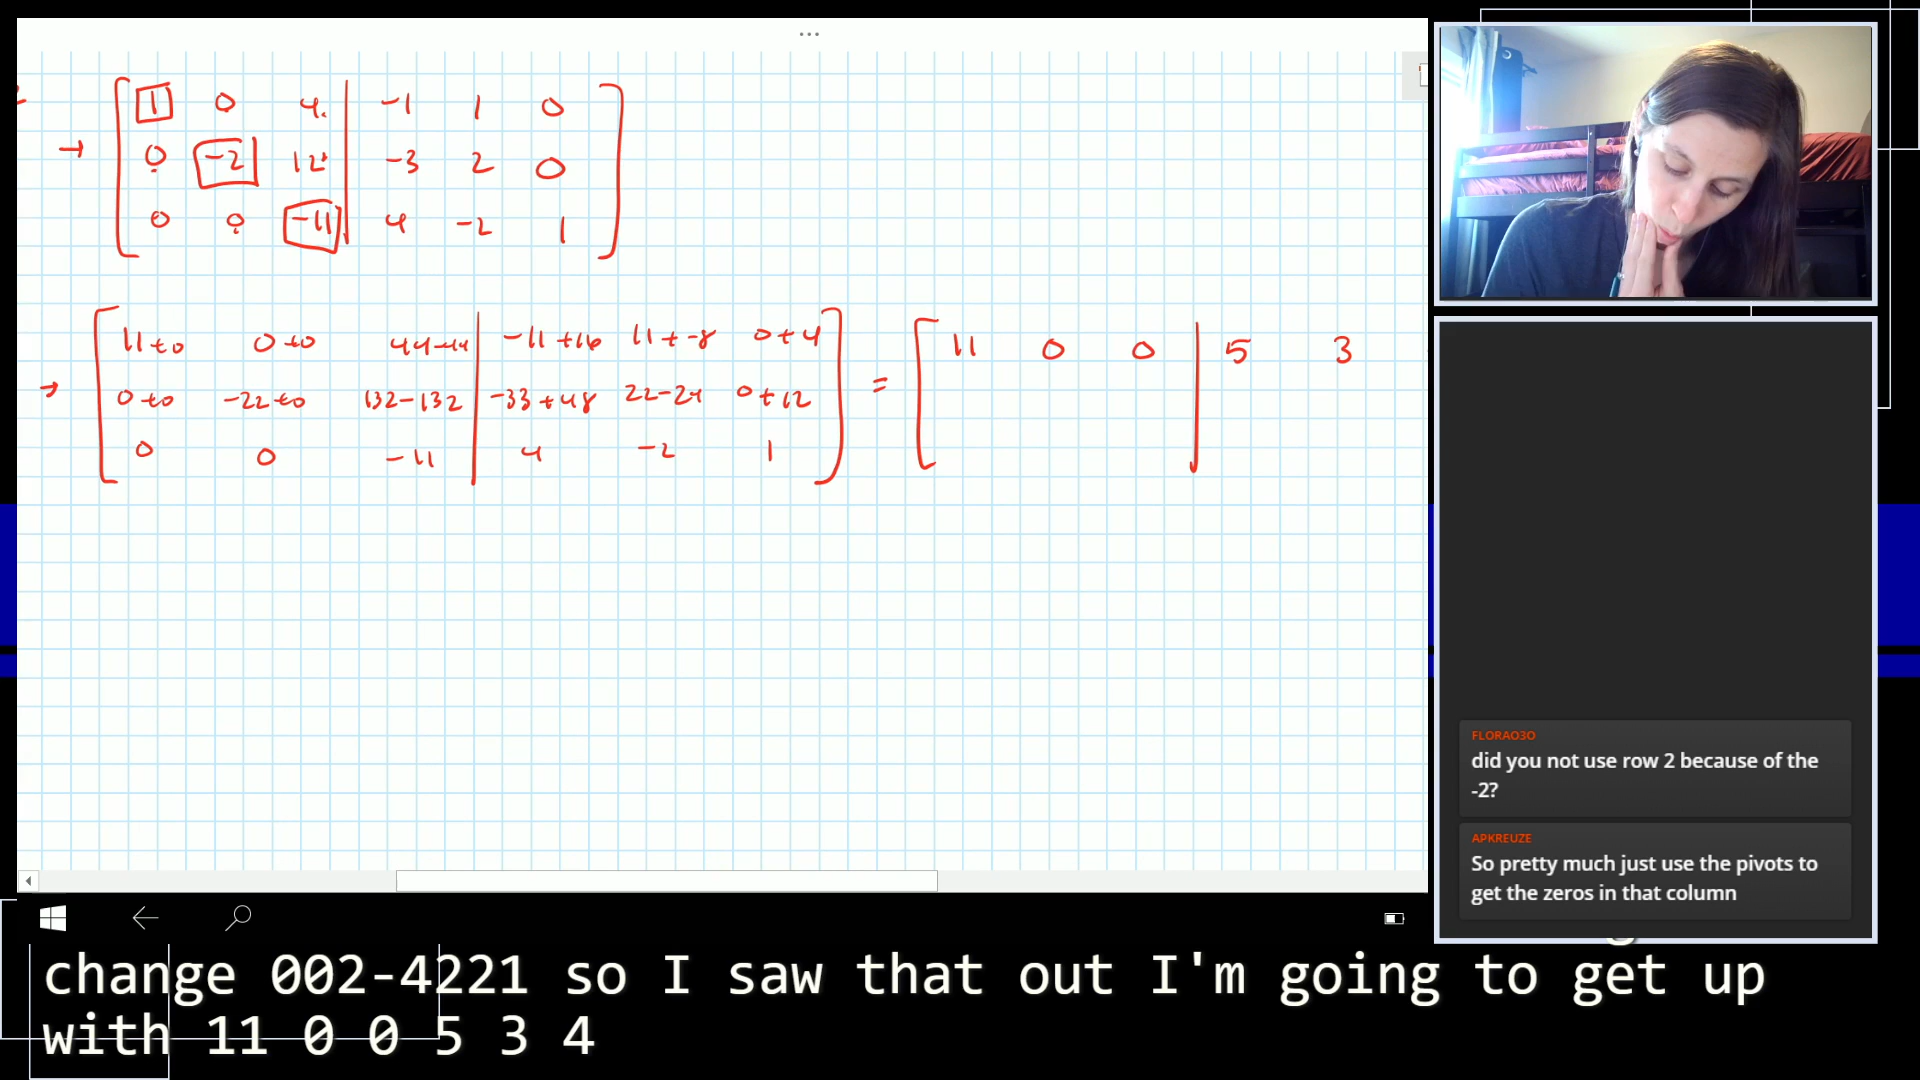 ...
1 0 4 -1 1 0
→ 0 -2 12 -3 2 0
0 0 -11 4 -2 1
11+0 0+0 44-44 -11+16 11+-8 0+4 11 0 0 5 3
→ 0+0 -22+0 132-132 -33+48 22-24 0+12 =
0 0 -11 4 -2 1
FLORAO3O
did you not use row 2 because of the
-2?
APKREUZE
So pretty much just use the pivots to
get the zeros in that column
change 002-4221 so I saw that out I'm going to get up
with 11 0 0 5 3 4